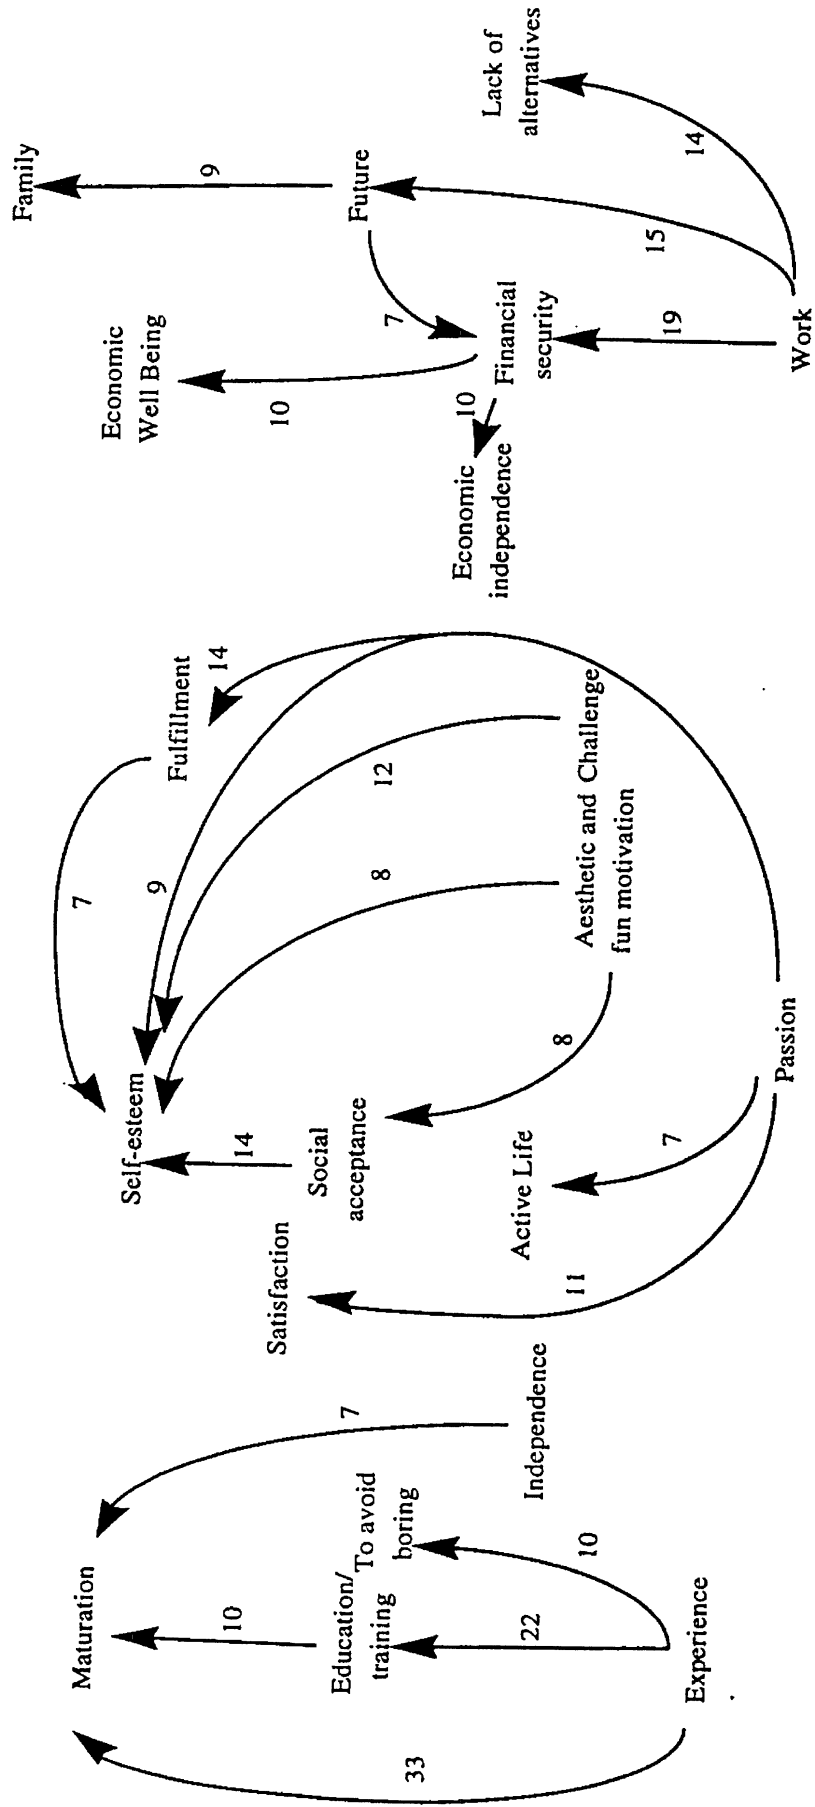 Maturation
33
10
7
Education/
training
To avoid
boring
22
10
Independence
Experience
7
Fulfillment
14
9
Self-esteem
14
12
8
Satisfaction
Social
acceptance
8
Active Life
Aesthetic and
fun motivation
Challenge
11
7
Passion
Family
9
Economic
Well Being
Future
10
7
10
Economic
independence
Financial
security
Lack of
alternatives
19
15
14
Work